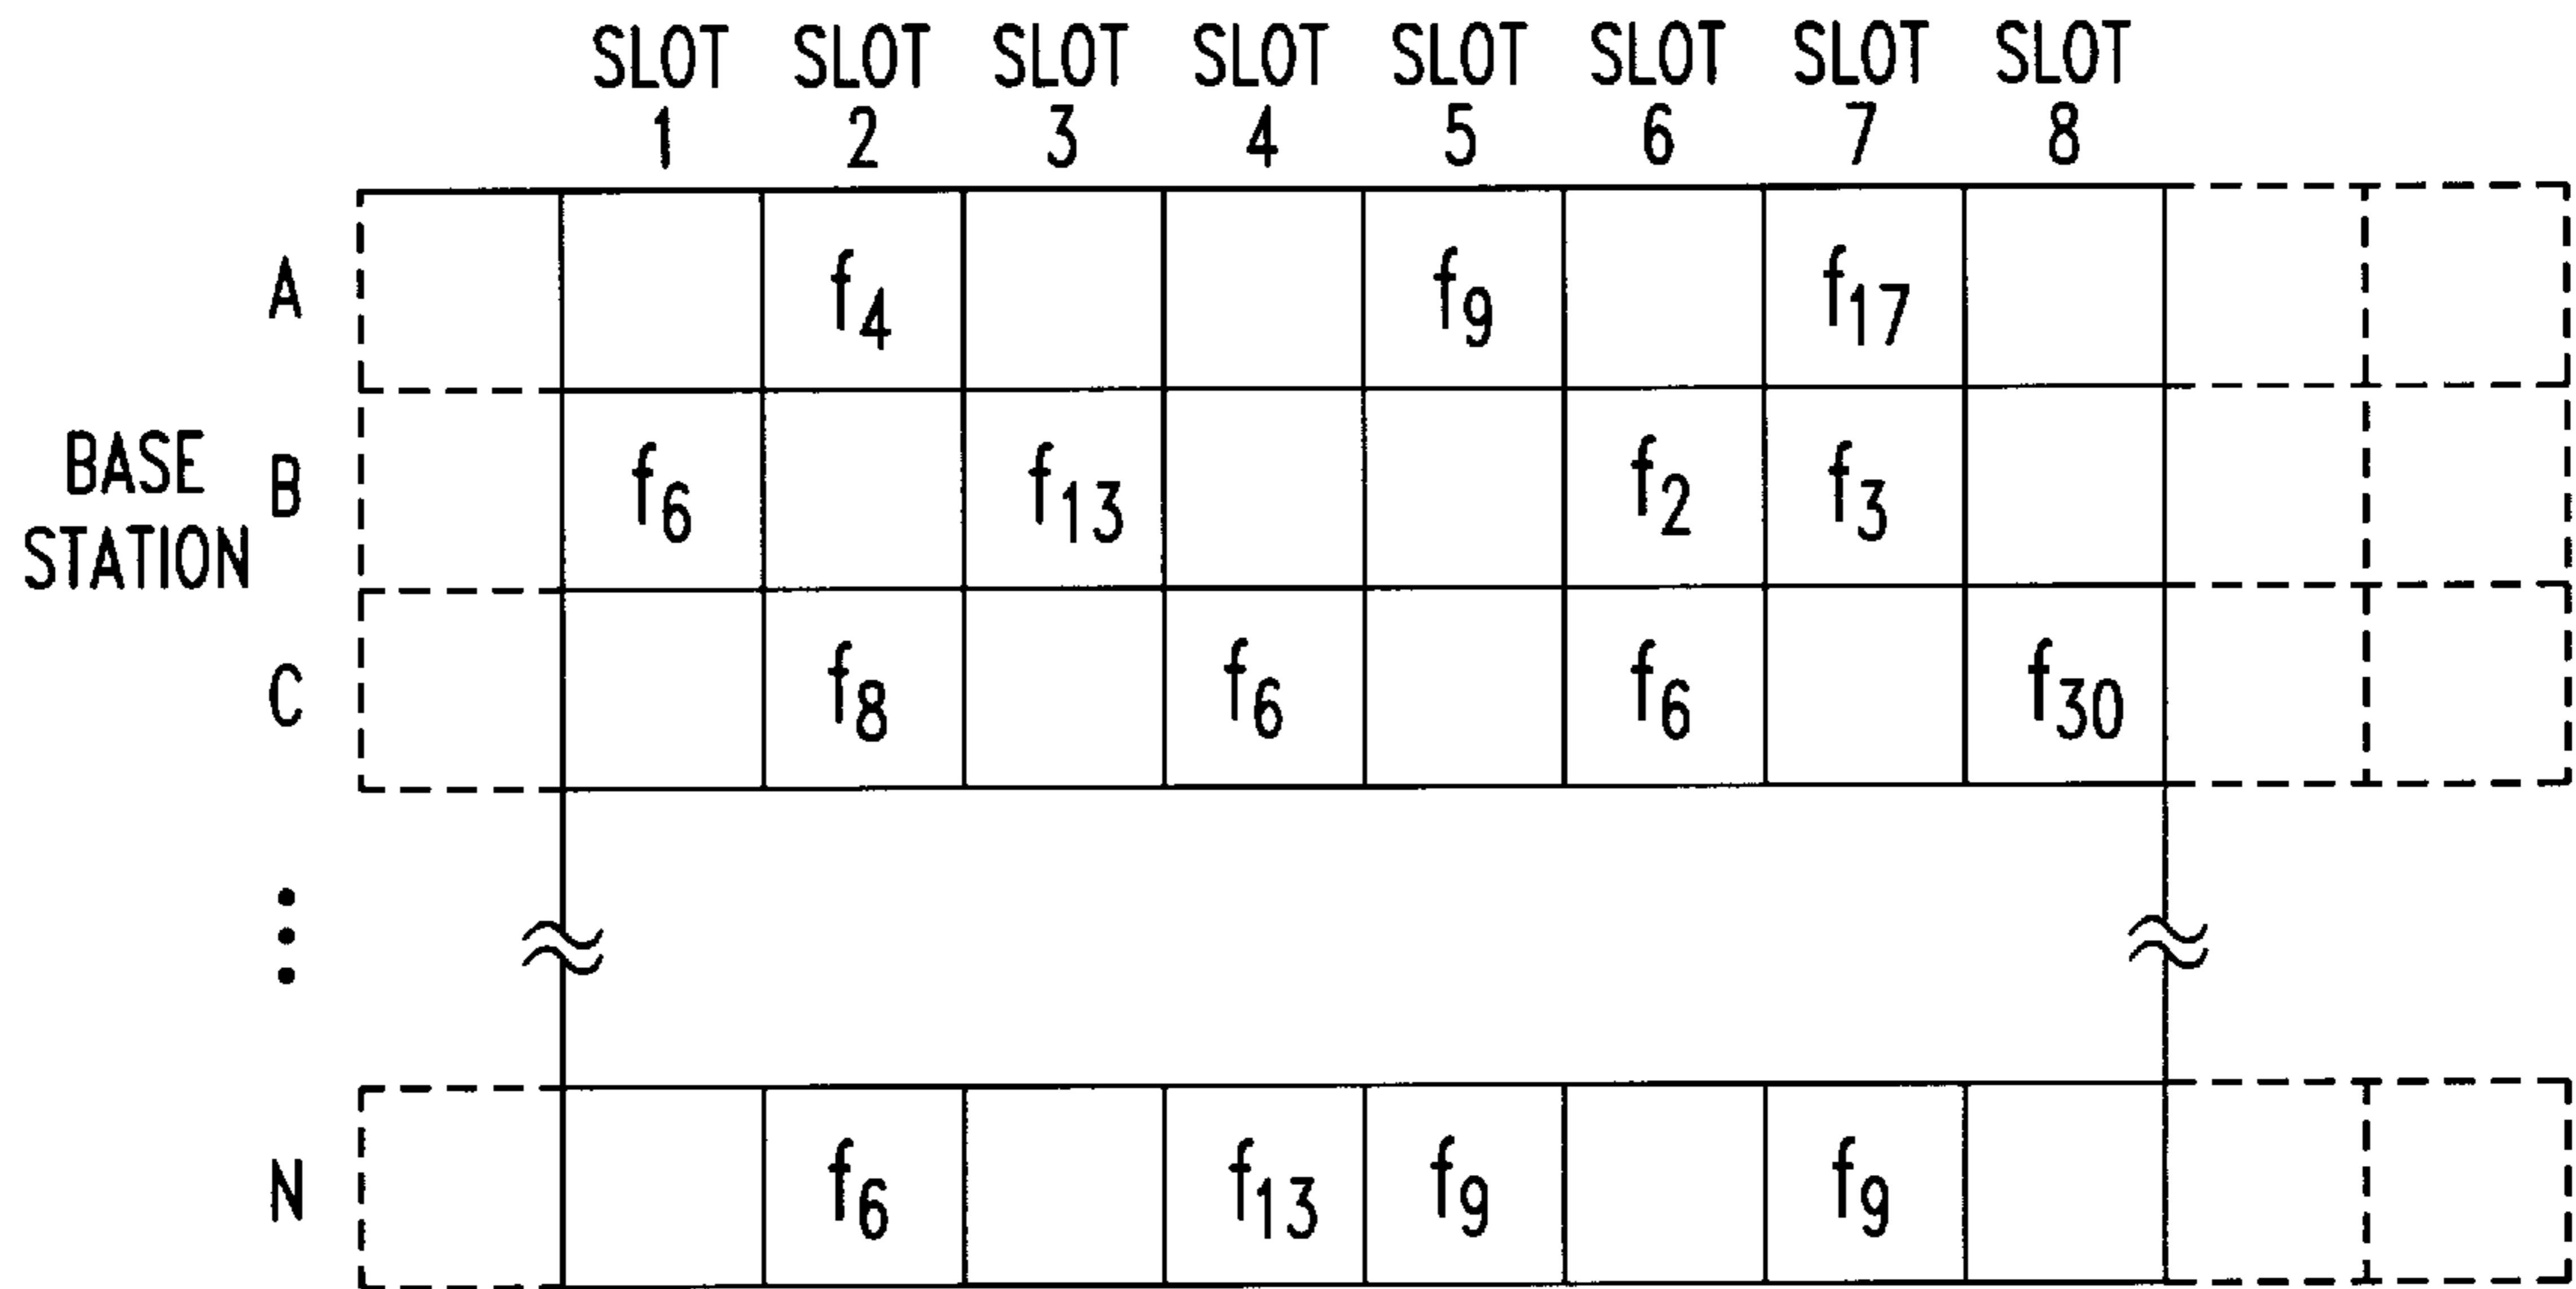 SLOT SLOT SLOT SLOT SLOT SLOT SLOT SLOT
1 2 3 4 5 6 7 8
A f4 f9 f17
BASE STATION
B f6 f13 f2 f3
C f8 f6 f6 f30
N f6 f13 f9 f9